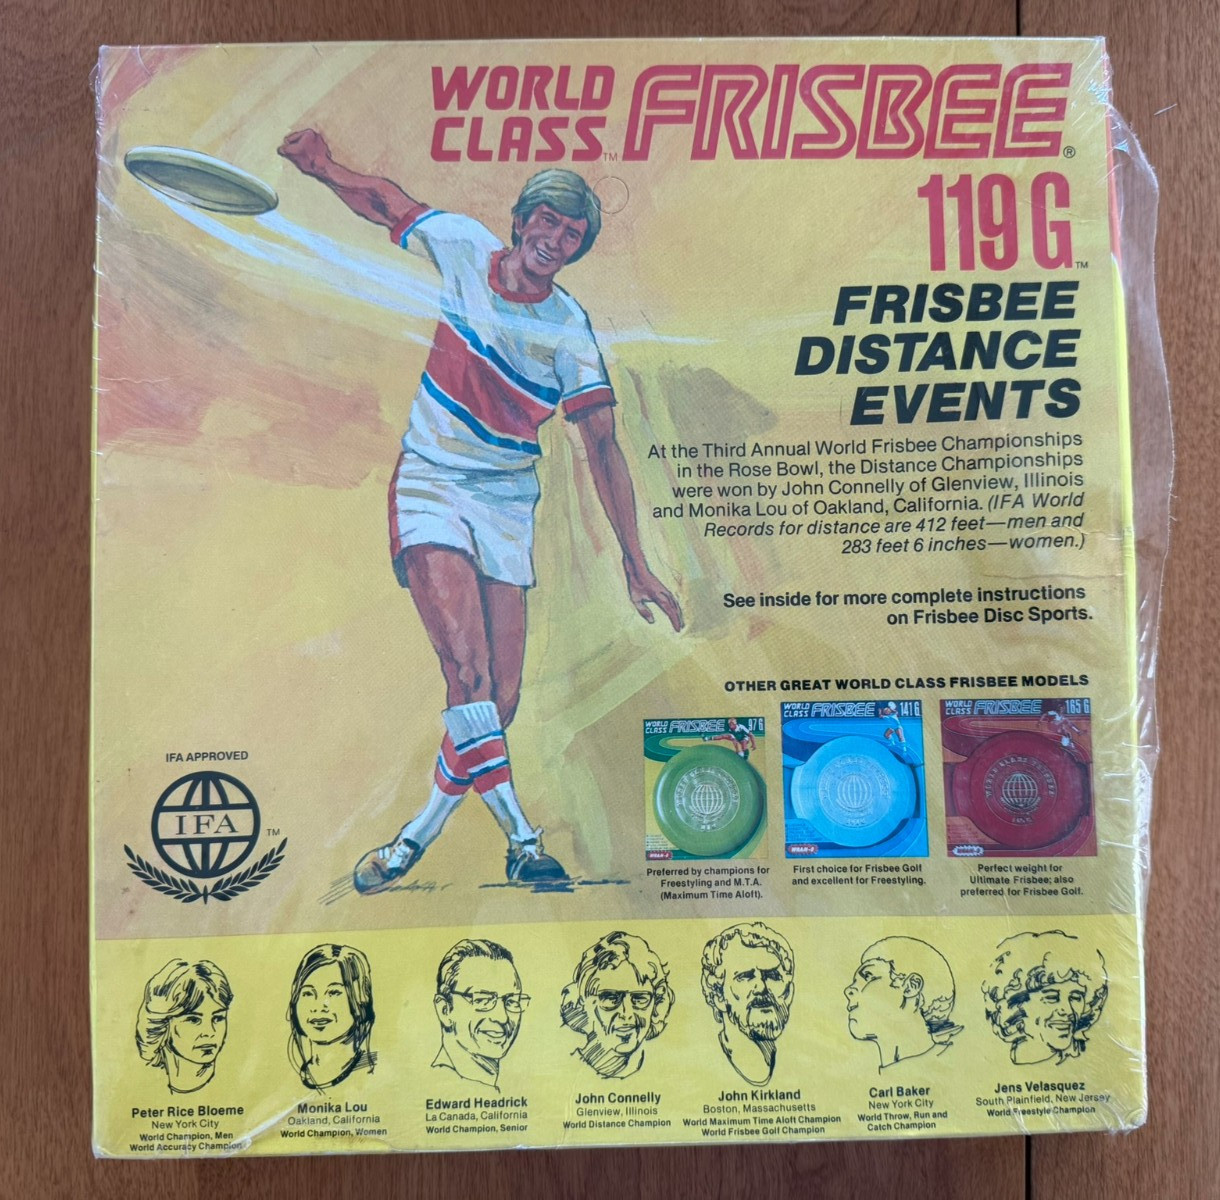 WORLD CLASS™ FRISBEE®
119G™
FRISBEE
DISTANCE
EVENTS
At the Third Annual World Frisbee Championships
in the Rose Bowl, the Distance Championships
were won by John Connelly of Glenview, Illinois
and Monika Lou of Oakland, California. (IFA World
Records for distance are 412 feet—men and
283 feet 6 inches—women.)
See inside for more complete instructions
on Frisbee Disc Sports.
OTHER GREAT WORLD CLASS FRISBEE MODELS
WORLD CLASS FRISBEE 97G
WHAM-O
Preferred by champions for
Freestyling and M.T.A.
(Maximum Time Aloft).
WORLD CLASS FRISBEE 141G
WHAM-O
First choice for Frisbee Golf
and excellent for Freestyling.
WORLD CLASS FRISBEE 165G
Perfect weight for
Ultimate Frisbee; also
preferred for Frisbee Golf.
IFA APPROVED
IFA™
Peter Rice Bloeme
New York City
World Champion, Men
World Accuracy Champion
Monika Lou
Oakland, California
World Champion, Women
Edward Headrick
La Canada, California
World Champion, Senior
John Connelly
Glenview, Illinois
World Distance Champion
John Kirkland
Boston, Massachusetts
World Maximum Time Aloft Champion
World Frisbee Golf Champion
Carl Baker
New York City
World Throw, Run and
Catch Champion
Jens Velasquez
South Plainfield, New Jersey
World Freestyle Champion